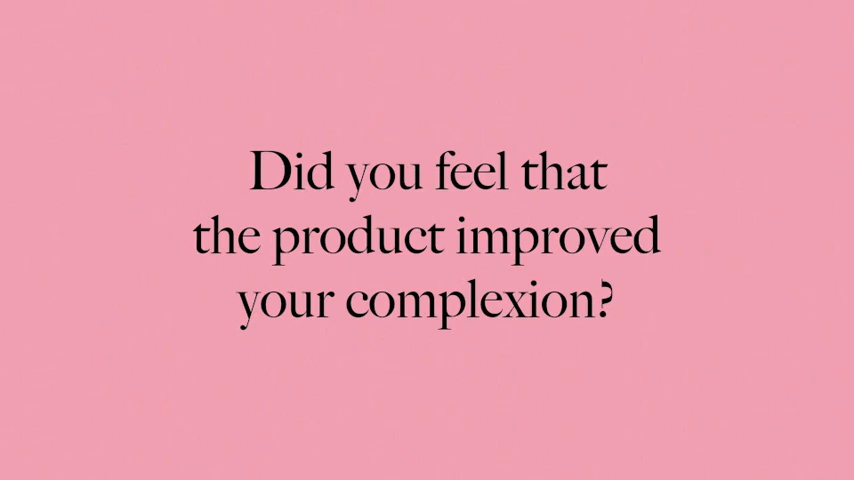 Did you feel that
the product improved
your complexion?